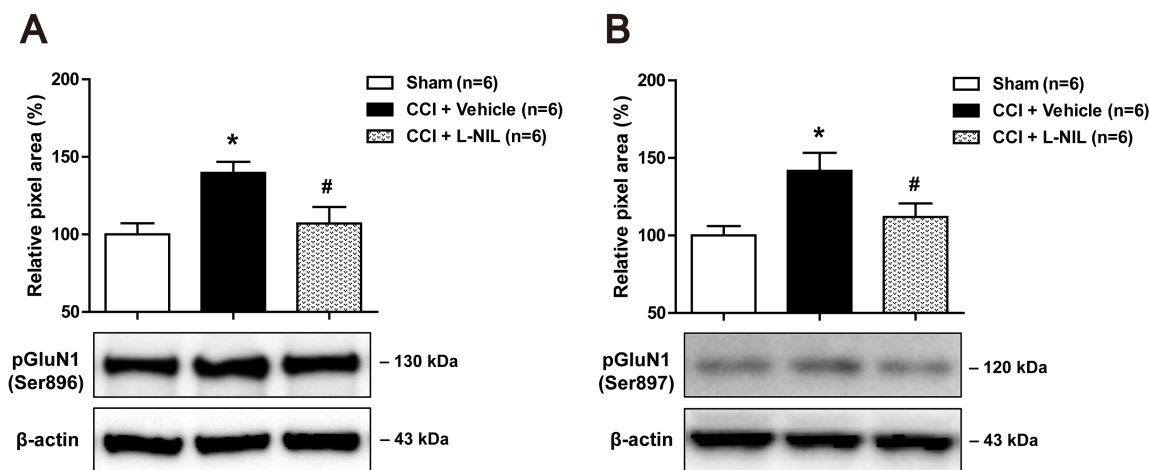 A
Relative pixel area (%)
200
150
100
50
*
#
Sham (n=6)
CCI + Vehicle (n=6)
CCI + L-NIL (n=6)
pGluN1
(Ser896)
– 130 kDa
β-actin
– 43 kDa
B
Relative pixel area (%)
200
150
100
50
*
#
Sham (n=6)
CCI + Vehicle (n=6)
CCI + L-NIL (n=6)
pGluN1
(Ser897)
– 120 kDa
β-actin
– 43 kDa